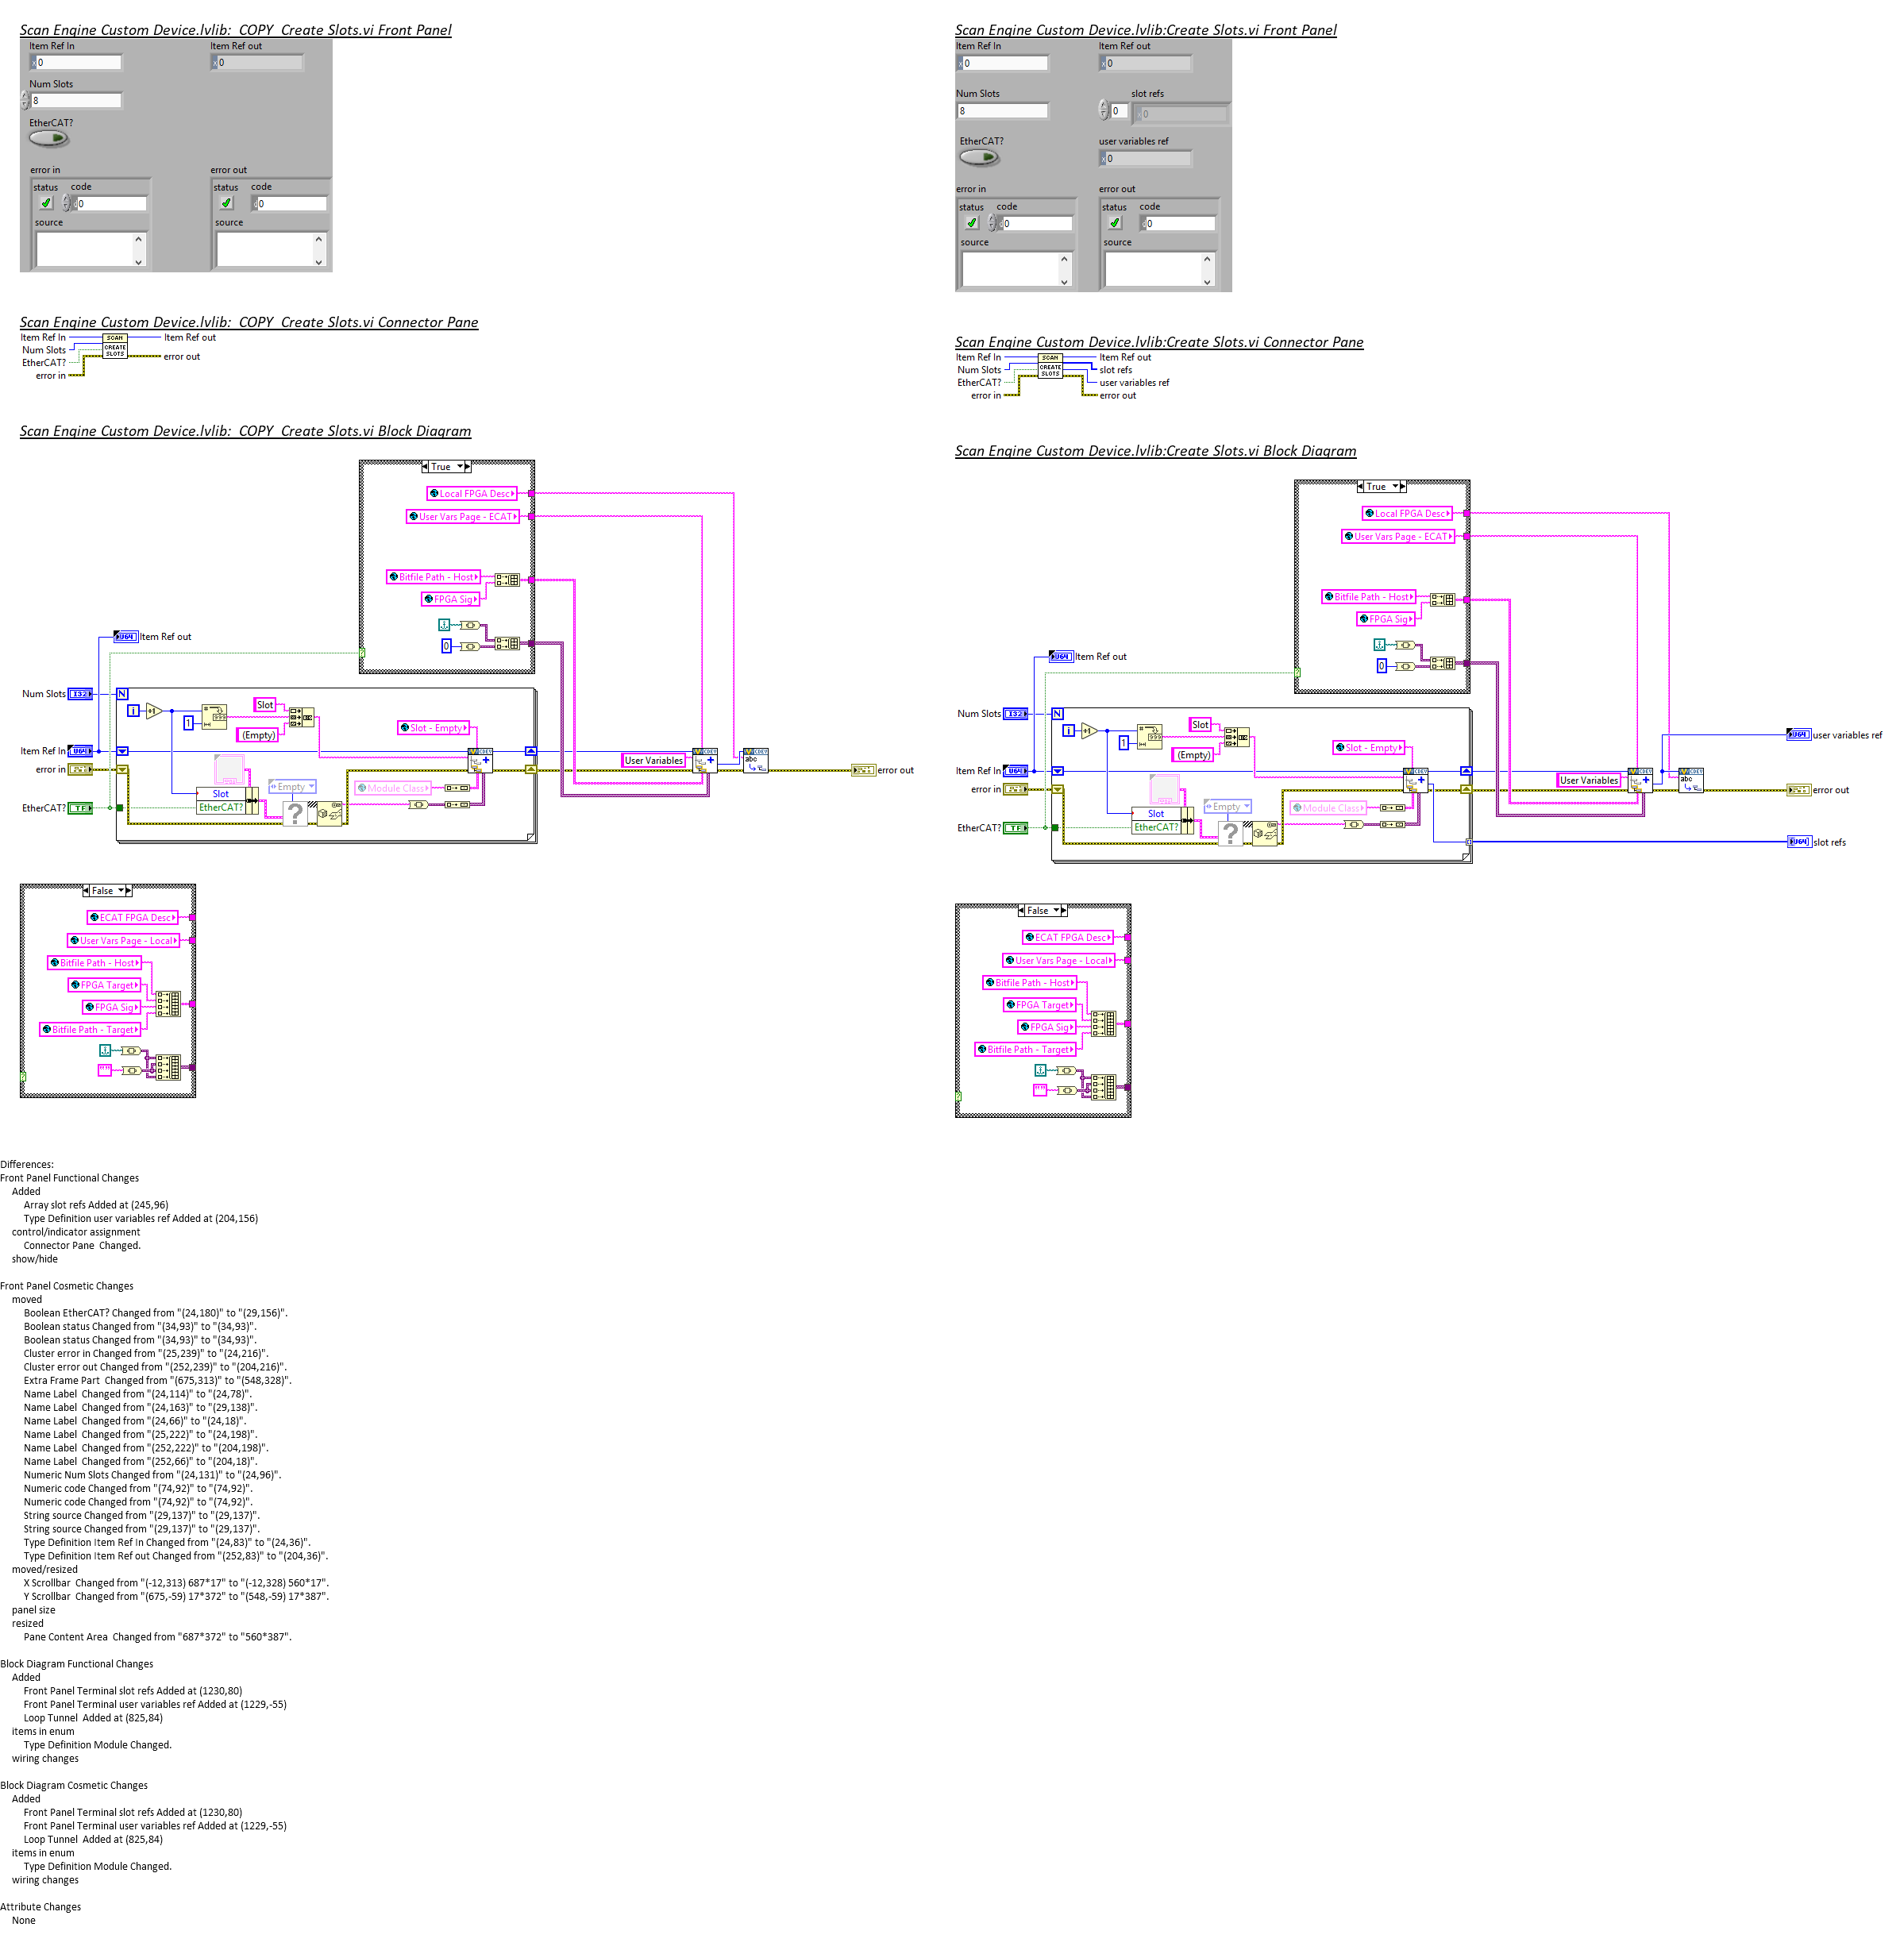 Scan Engine Custom Device.lvlib:  COPY  Create Slots.vi Front Panel
Item Ref In
Item Ref out
x 0
x 0
Num Slots
8
EtherCAT?
error in
error out
status code
status code
d 0
d 0
source
source
Scan Engine Custom Device.lvlib:  COPY  Create Slots.vi Connector Pane
Item Ref In
Num Slots
EtherCAT?
error in
SCAN
CREATE
SLOTS
Item Ref out
error out
Scan Engine Custom Device.lvlib:  COPY  Create Slots.vi Block Diagram
True
Local FPGA Desc
User Vars Page - ECAT
Bitfile Path - Host
FPGA Sig
0
U64 Item Ref out
Num Slots I32
N
i
+1
1
Slot
(Empty)
Slot - Empty
Item Ref In U64
error in
User Variables
CDEV
CDEV
CDEV
abc
error out
Empty
Module Class
Slot
EtherCAT?
EtherCAT? TF
False
ECAT FPGA Desc
User Vars Page - Local
Bitfile Path - Host
FPGA Target
FPGA Sig
Bitfile Path - Target
Scan Engine Custom Device.lvlib:Create Slots.vi Front Panel
Item Ref In
Item Ref out
x 0
x 0
Num Slots
slot refs
8
0
x 0
EtherCAT?
user variables ref
x 0
error in
error out
status code
status code
d 0
d 0
source
source
Scan Engine Custom Device.lvlib:Create Slots.vi Connector Pane
Item Ref In
Num Slots
EtherCAT?
error in
SCAN
CREATE
SLOTS
Item Ref out
slot refs
user variables ref
error out
Scan Engine Custom Device.lvlib:Create Slots.vi Block Diagram
True
Local FPGA Desc
User Vars Page - ECAT
Bitfile Path - Host
FPGA Sig
0
U64 Item Ref out
Num Slots I32
N
i
+1
1
Slot
(Empty)
Slot - Empty
U64 user variables ref
Item Ref In U64
error in
User Variables
CDEV
CDEV
CDEV
abc
error out
Empty
Module Class
Slot
EtherCAT?
EtherCAT? TF
U64 slot refs
False
ECAT FPGA Desc
User Vars Page - Local
Bitfile Path - Host
FPGA Target
FPGA Sig
Bitfile Path - Target
Differences:
Front Panel Functional Changes
Added
Array slot refs Added at (245,96)
Type Definition user variables ref Added at (204,156)
control/indicator assignment
Connector Pane  Changed.
show/hide
Front Panel Cosmetic Changes
moved
Boolean EtherCAT? Changed from "(24,180)" to "(29,156)".
Boolean status Changed from "(34,93)" to "(34,93)".
Boolean status Changed from "(34,93)" to "(34,93)".
Cluster error in Changed from "(25,239)" to "(24,216)".
Cluster error out Changed from "(252,239)" to "(204,216)".
Extra Frame Part  Changed from "(675,313)" to "(548,328)".
Name Label  Changed from "(24,114)" to "(24,78)".
Name Label  Changed from "(24,163)" to "(29,138)".
Name Label  Changed from "(24,66)" to "(24,18)".
Name Label  Changed from "(25,222)" to "(24,198)".
Name Label  Changed from "(252,222)" to "(204,198)".
Name Label  Changed from "(252,66)" to "(204,18)".
Numeric Num Slots Changed from "(24,131)" to "(24,96)".
Numeric code Changed from "(74,92)" to "(74,92)".
Numeric code Changed from "(74,92)" to "(74,92)".
String source Changed from "(29,137)" to "(29,137)".
String source Changed from "(29,137)" to "(29,137)".
Type Definition Item Ref In Changed from "(24,83)" to "(24,36)".
Type Definition Item Ref out Changed from "(252,83)" to "(204,36)".
moved/resized
X Scrollbar  Changed from "(-12,313) 687*17" to "(-12,328) 560*17".
Y Scrollbar  Changed from "(675,-59) 17*372" to "(548,-59) 17*387".
panel size
resized
Pane Content Area  Changed from "687*372" to "560*387".
Block Diagram Functional Changes
Added
Front Panel Terminal slot refs Added at (1230,80)
Front Panel Terminal user variables ref Added at (1229,-55)
Loop Tunnel  Added at (825,84)
items in enum
Type Definition Module Changed.
wiring changes
Block Diagram Cosmetic Changes
Added
Front Panel Terminal slot refs Added at (1230,80)
Front Panel Terminal user variables ref Added at (1229,-55)
Loop Tunnel  Added at (825,84)
items in enum
Type Definition Module Changed.
wiring changes
Attribute Changes
None